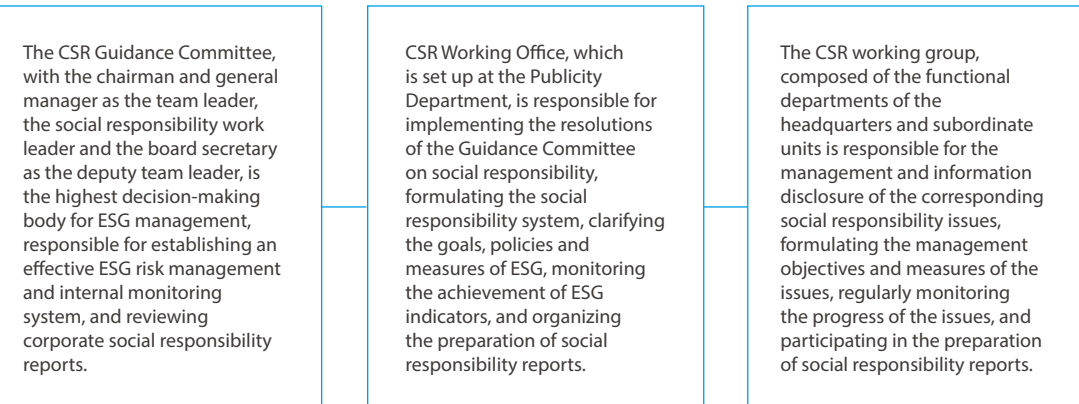 The CSR Guidance Committee,
with the chairman and general
manager as the team leader,
the social responsibility work
leader and the board secretary
as the deputy team leader, is
the highest decision-making
body for ESG management,
responsible for establishing an
effective ESG risk management
and internal monitoring
system, and reviewing
corporate social responsibility
reports.
CSR Working Office, which
is set up at the Publicity
Department, is responsible for
implementing the resolutions
of the Guidance Committee
on social responsibility,
formulating the social
responsibility system, clarifying
the goals, policies and
measures of ESG, monitoring
the achievement of ESG
indicators, and organizing
the preparation of social
responsibility reports.
The CSR working group,
composed of the functional
departments of the
headquarters and subordinate
units is responsible for the
management and information
disclosure of the corresponding
social responsibility issues,
formulating the management
objectives and measures of the
issues, regularly monitoring
the progress of the issues, and
participating in the preparation
of social responsibility reports.